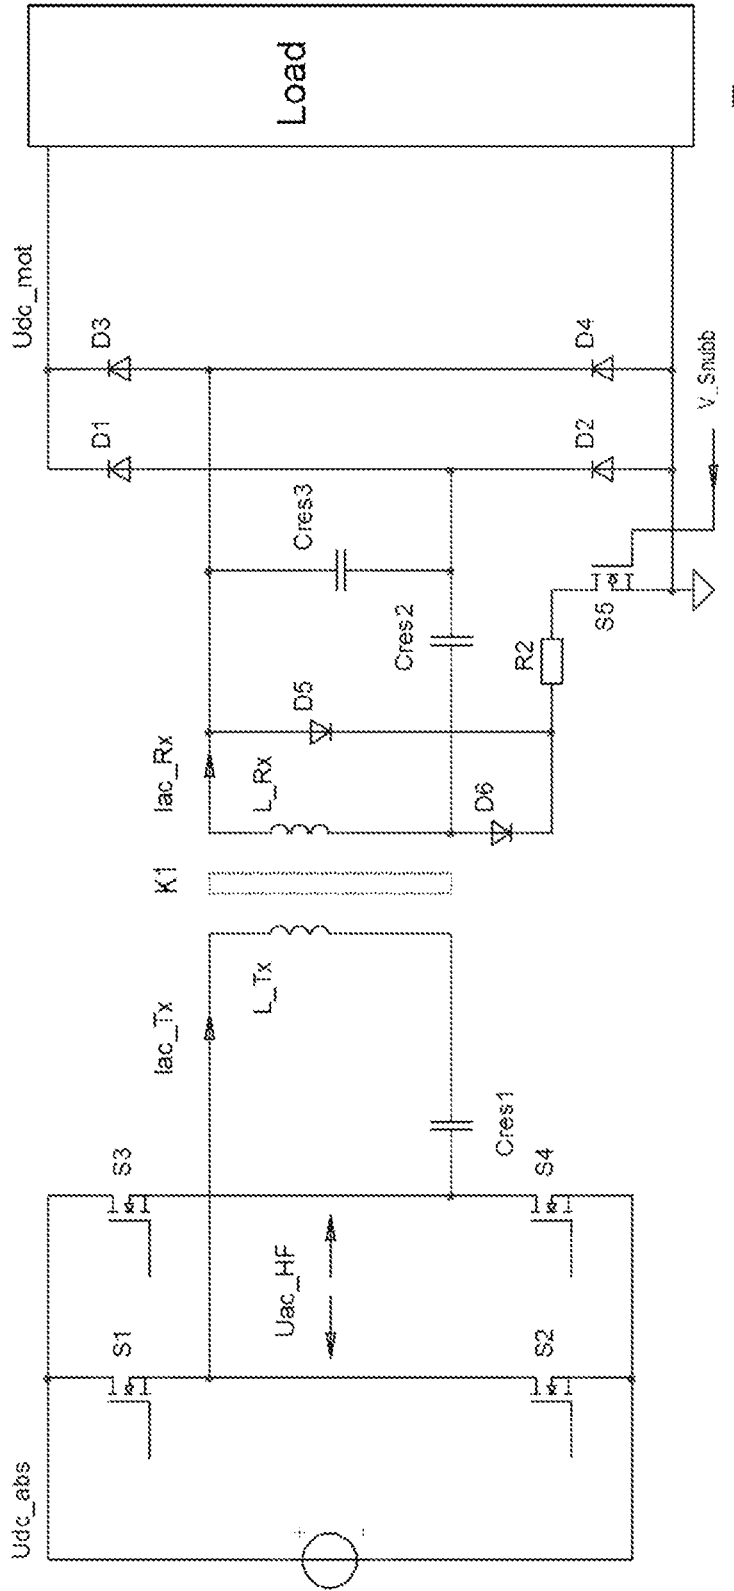 Udc_abs
S1
S3
S2
S4
Uac_HF
Iac_Tx
L_Tx
Cres1
K1
Iac_Rx
L_Rx
D5
D6
Cres2
Cres3
R2
S5
V_Snubb
D1
D3
D2
D4
Udc_mot
Load
+